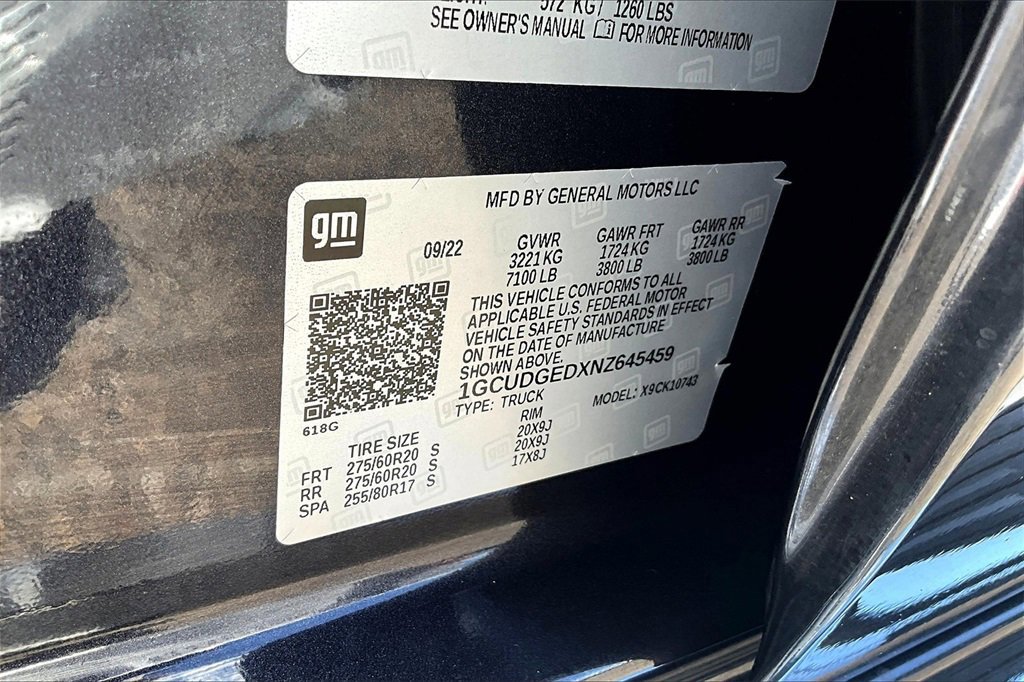 572 KG/ 1260 LBS
SEE OWNER'S MANUAL FOR MORE INFORMATION
MFD BY GENERAL MOTORS LLC
gm
09/22
GVWR GAWR FRT GAWR RR
3221 KG 1724 KG 1724 KG
7100 LB 3800 LB 3800 LB
THIS VEHICLE CONFORMS TO ALL
APPLICABLE U.S. FEDERAL MOTOR
VEHICLE SAFETY STANDARDS IN EFFECT
ON THE DATE OF MANUFACTURE
SHOWN ABOVE.
1GCUDGEDXNZ645459
TYPE: TRUCK MODEL: X9CK10743
618G
TIRE SIZE RIM
FRT 275/60R20 S 20X9J
RR 275/60R20 S 20X9J
SPA 255/80R17 S 17X8J